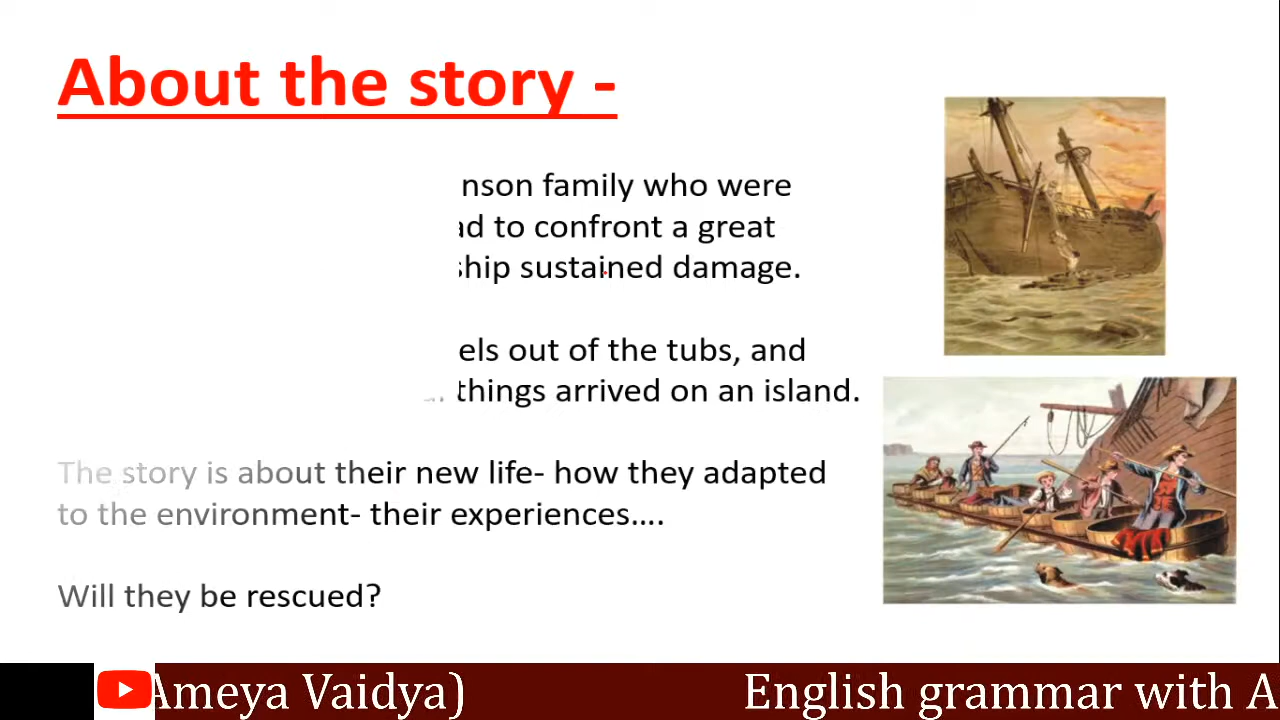 About the story -
nson family who were
ad to confront a great
ship sustained damage.
els out of the tubs, and
things arrived on an island.
The story is about their new life- how they adapted
to the environment- their experiences....
Will they be rescued?
Ameya Vaidya)
English grammar with A